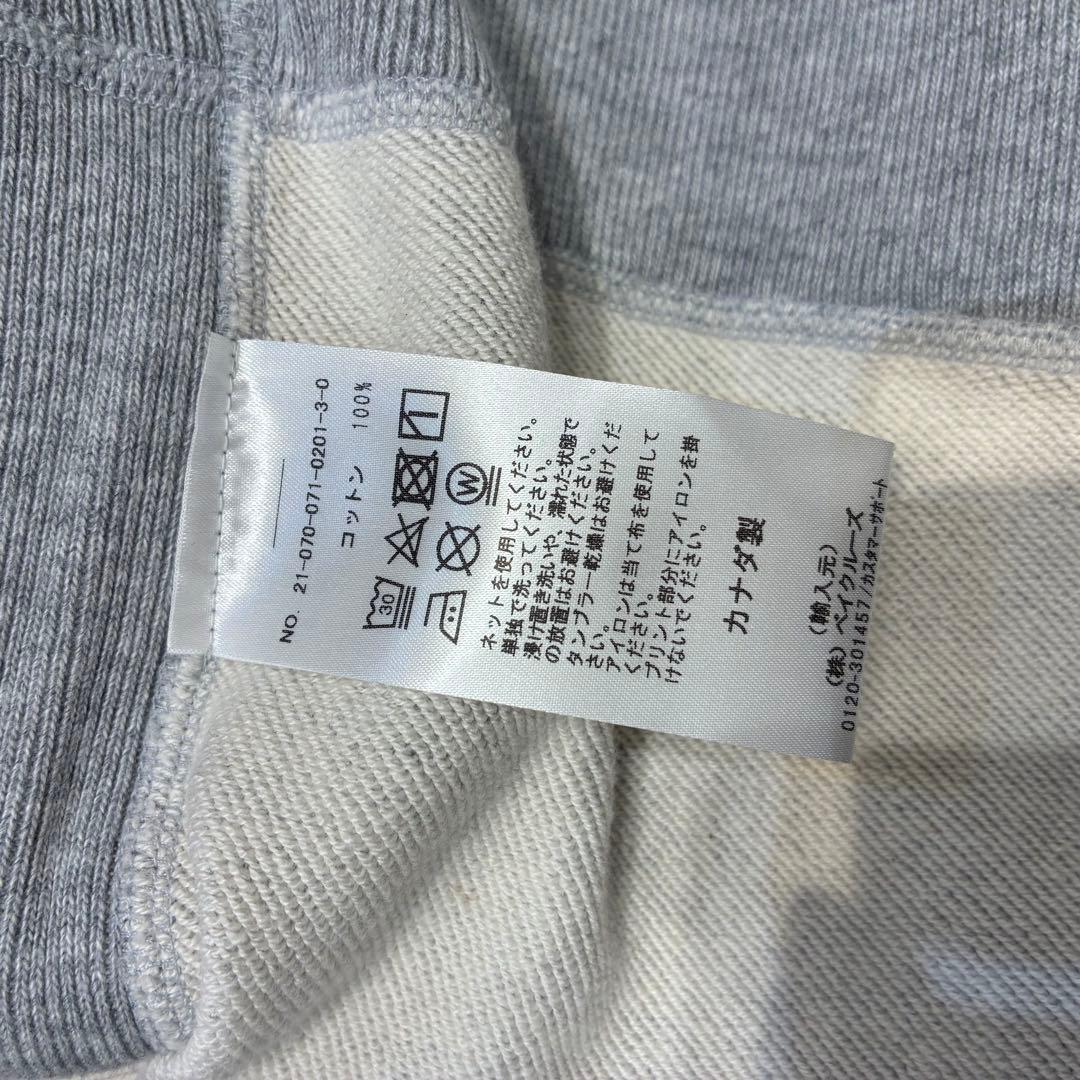 NO. 21-070-071-0201-3-0
コットン 100%
30
W
ネットを使用してください。
単独で洗ってください。
浸け置き洗いや、濡れた状態で
の放置はお避けください。
タンブラー乾燥はお避けくだ
さい。
アイロンは当て布を使用して
ください。
プリント部分にアイロンを掛
けないでください。
カナダ製
(輸入元)
(株)ベイクルーズ
0120-301457/カスタマーサポート